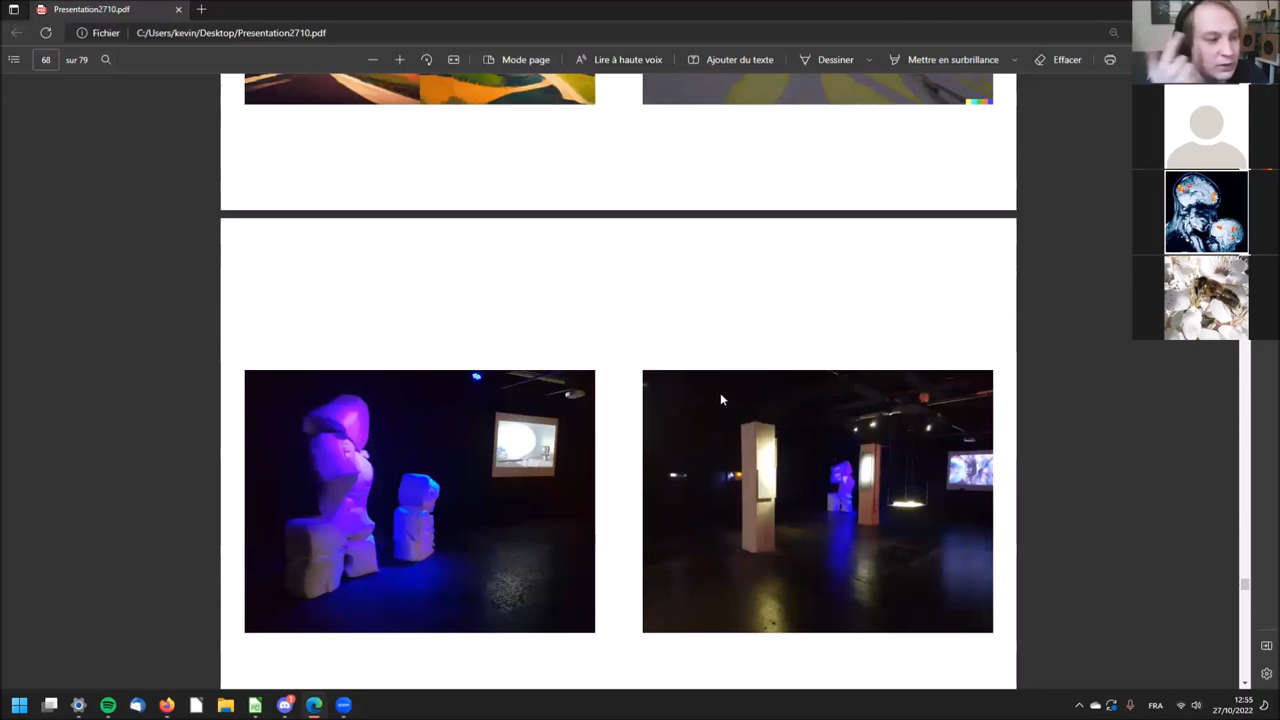 Presentation2710.pdf
Fichier C:/Users/kevin/Desktop/Presentation2710.pdf
68 sur 79 Mode page Lire à haute voix Ajouter du texte Dessiner Mettre en surbrillance Effacer
FRA
12:55
27/10/2022